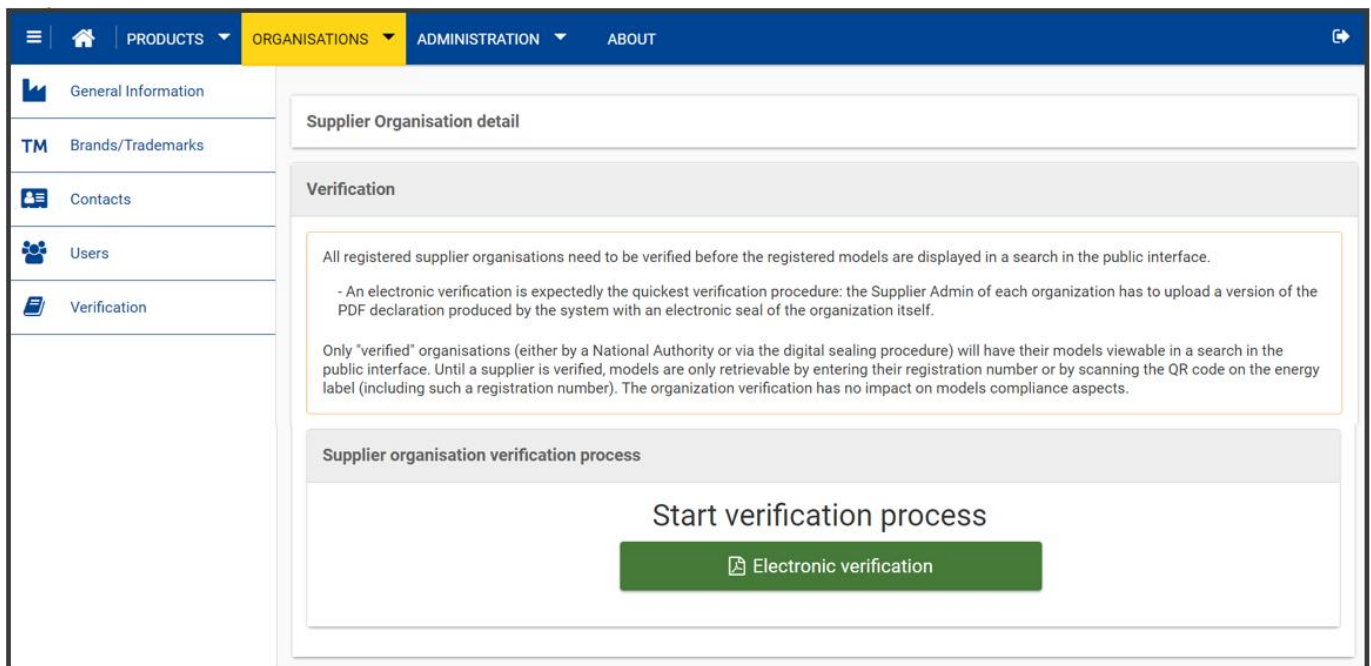 PRODUCTS
ORGANISATIONS
ADMINISTRATION
ABOUT
General Information
TM Brands/Trademarks
Contacts
Users
Verification
Supplier Organisation detail
Verification
All registered supplier organisations need to be verified before the registered models are displayed in a search in the public interface.
- An electronic verification is expectedly the quickest verification procedure: the Supplier Admin of each organization has to upload a version of the
PDF declaration produced by the system with an electronic seal of the organization itself.
Only "verified" organisations (either by a National Authority or via the digital sealing procedure) will have their models viewable in a search in the
public interface. Until a supplier is verified, models are only retrievable by entering their registration number or by scanning the QR code on the energy
label (including such a registration number). The organization verification has no impact on models compliance aspects.
Supplier organisation verification process
Start verification process
Electronic verification